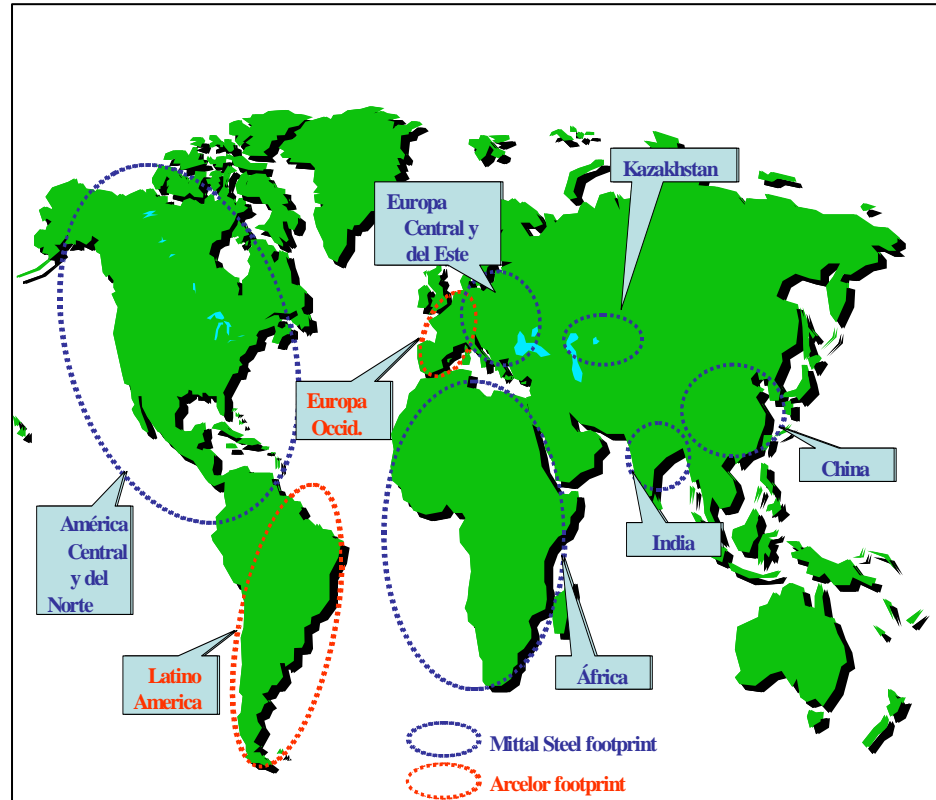 Kazakhstan
Europa
Central y
del Este
Europa
Occid.
China
América
Central
y del
Norte
India
Latino
America
África
Mittal Steel footprint
Arcelor footprint